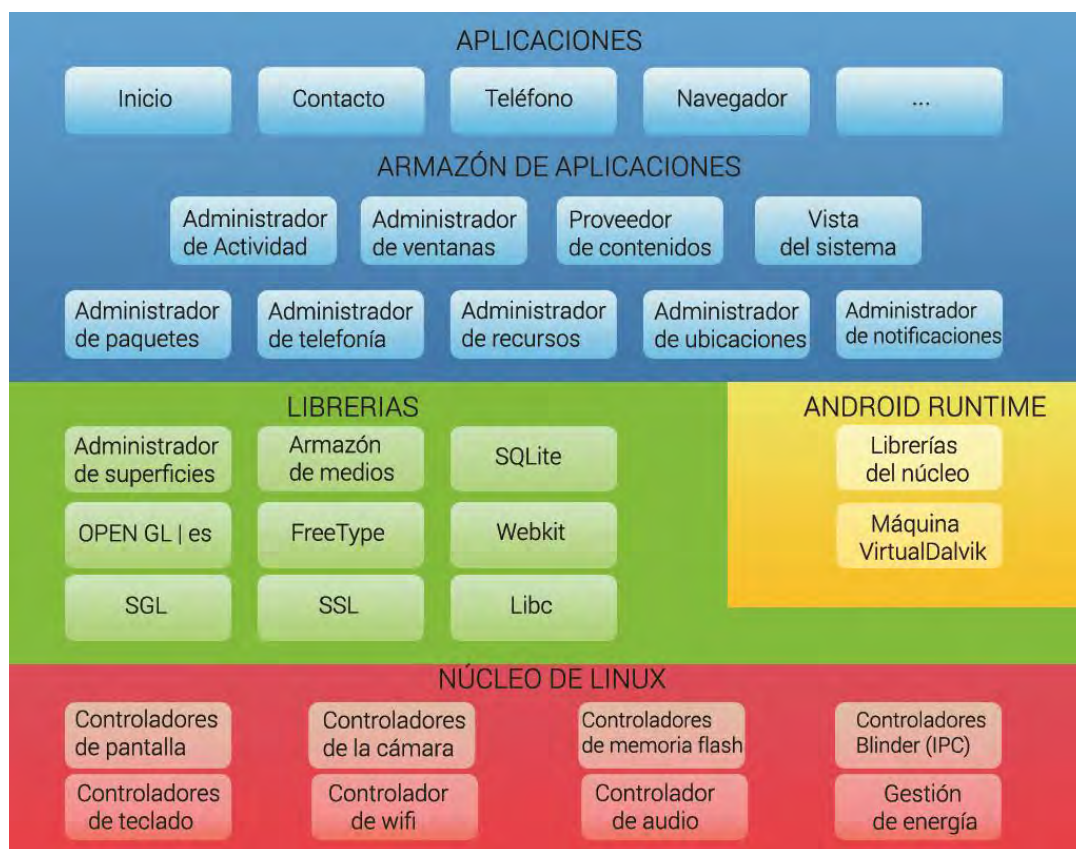 APLICACIONES
Inicio
Contacto
Teléfono
Navegador
...
ARMAZÓN DE APLICACIONES
Administrador
de Actividad
Administrador
de ventanas
Proveedor
de contenidos
Vista
del sistema
Administrador
de paquetes
Administrador
de telefonía
Administrador
de recursos
Administrador
de ubicaciones
Administrador
de notificaciones
LIBRERIAS
Administrador
de superficies
Armazón
de medios
SQLite
OPEN GL | es
FreeType
Webkit
SGL
SSL
Libc
ANDROID RUNTIME
Librerías
del núcleo
Máquina
VirtualDalvik
NÚCLEO DE LINUX
Controladores
de pantalla
Controladores
de la cámara
Controladores
de memoria flash
Controladores
Blinder (IPC)
Controladores
de teclado
Controlador
de wifi
Controlador
de audio
Gestión
de energía